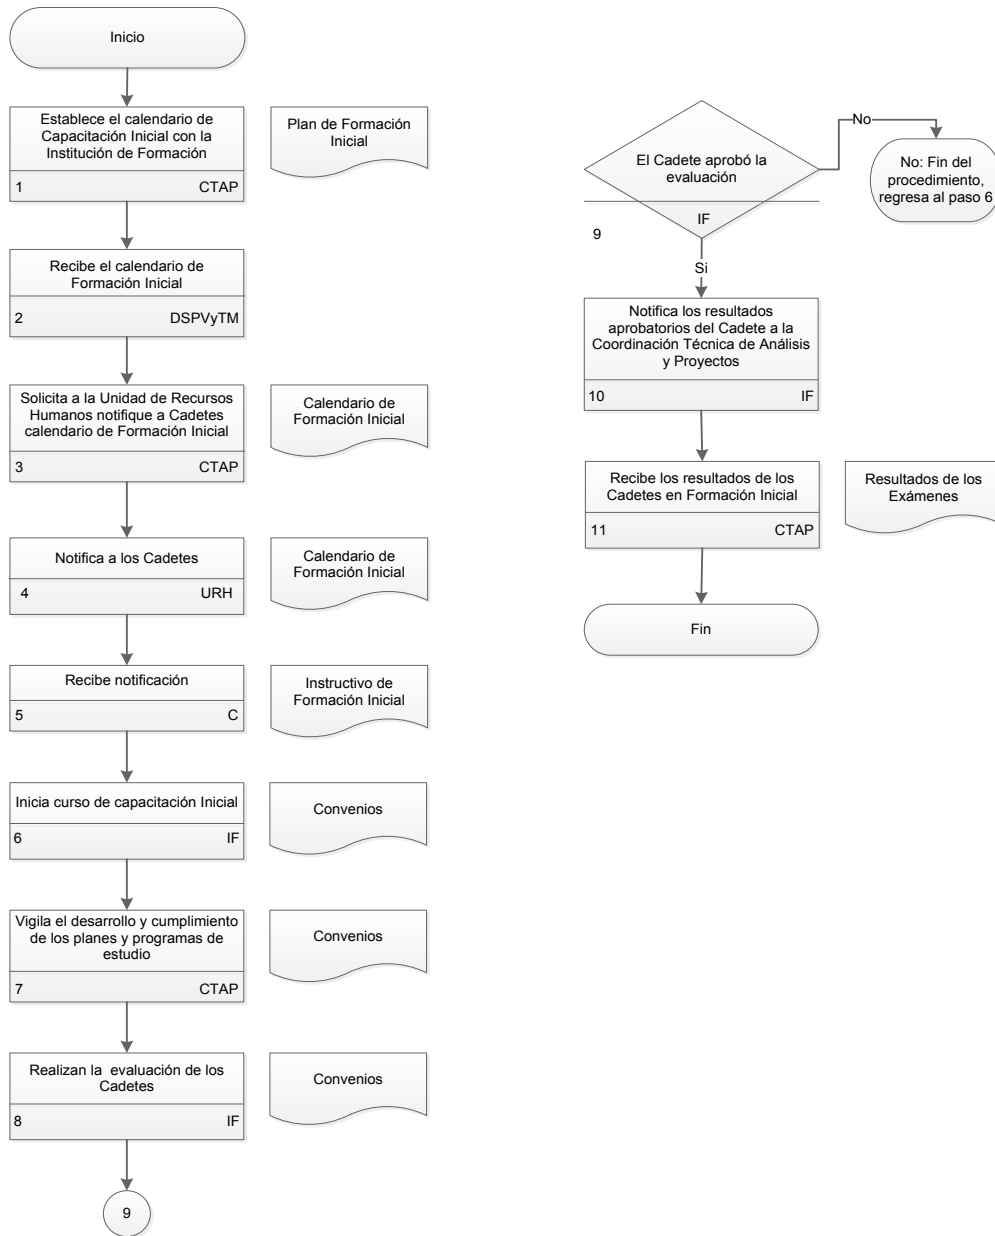 Inicio
Establece el calendario de
Capacitación Inicial con la
Institución de Formación
1 CTAP
Plan de Formación
Inicial
Recibe el calendario de
Formación Inicial
2 DSPVyTM
Solicita a la Unidad de Recursos
Humanos notifique a Cadetes
calendario de Formación Inicial
3 CTAP
Calendario de
Formación Inicial
Notifica a los Cadetes
4 URH
Calendario de
Formación Inicial
Recibe notificación
5 C
Instructivo de
Formación Inicial
Inicia curso de capacitación Inicial
6 IF
Convenios
Vigila el desarrollo y cumplimiento
de los planes y programas de
estudio
7 CTAP
Convenios
Realizan la evaluación de los
Cadetes
8 IF
Convenios
9
El Cadete aprobó la
evaluación
9 IF
No
No: Fin del
procedimiento,
regresa al paso 6
Si
Notifica los resultados
aprobatorios del Cadete a la
Coordinación Técnica de Análisis
y Proyectos
10 IF
Recibe los resultados de los
Cadetes en Formación Inicial
11 CTAP
Resultados de los
Exámenes
Fin